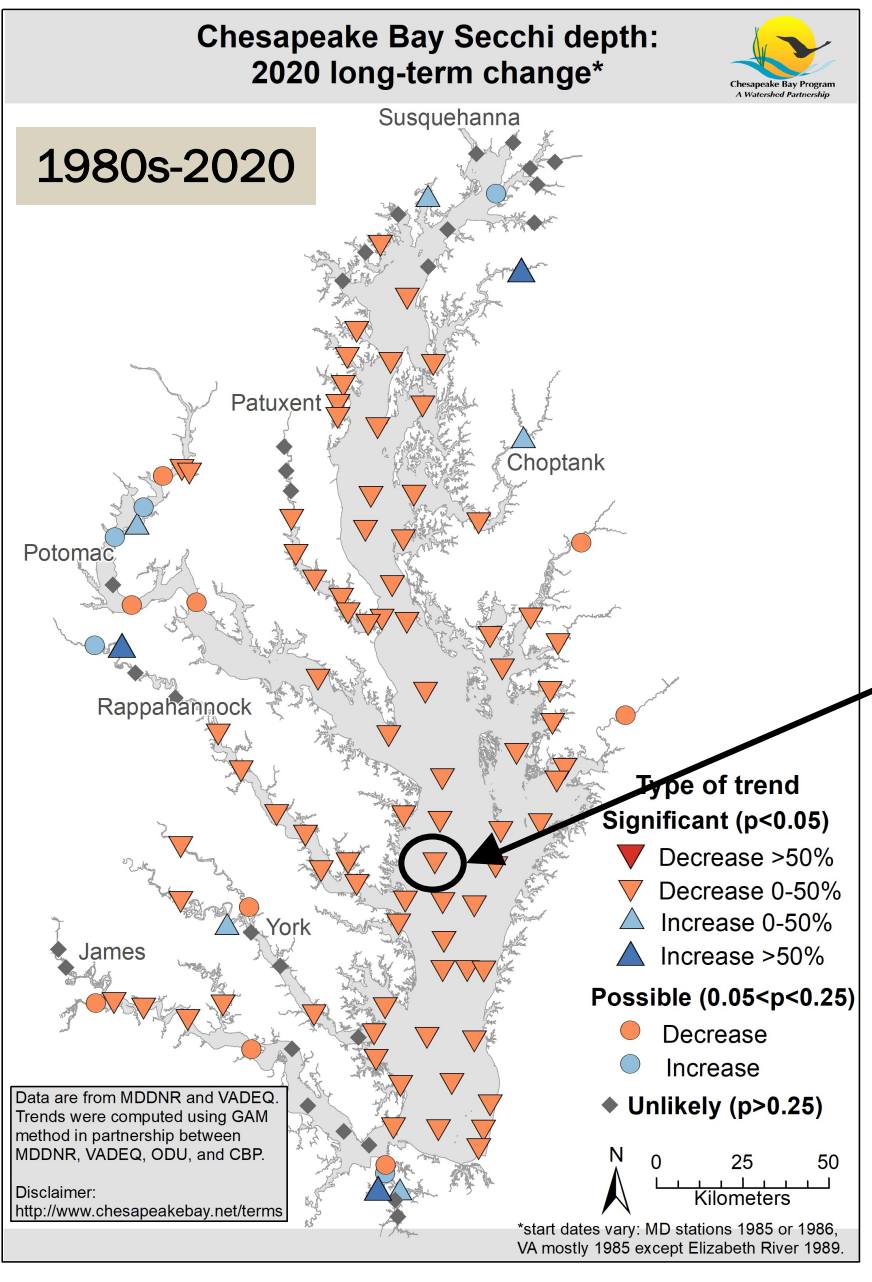 Chesapeake Bay Secchi depth:
2020 long-term change*
Chesapeake Bay Program
A Watershed Partnership
1980s-2020
Susquehanna
Patuxent
Choptank
Potomac
Rappahannock
York
James
Type of trend
Significant (p<0.05)
Decrease >50%
Decrease 0-50%
Increase 0-50%
Increase >50%
Possible (0.05<p<0.25)
Decrease
Increase
Unlikely (p>0.25)
Data are from MDDNR and VADEQ.
Trends were computed using GAM
method in partnership between
MDDNR, VADEQ, ODU, and CBP.
Disclaimer:
http://www.chesapeakebay.net/terms
N
0 25 50
Kilometers
*start dates vary: MD stations 1985 or 1986,
VA mostly 1985 except Elizabeth River 1989.